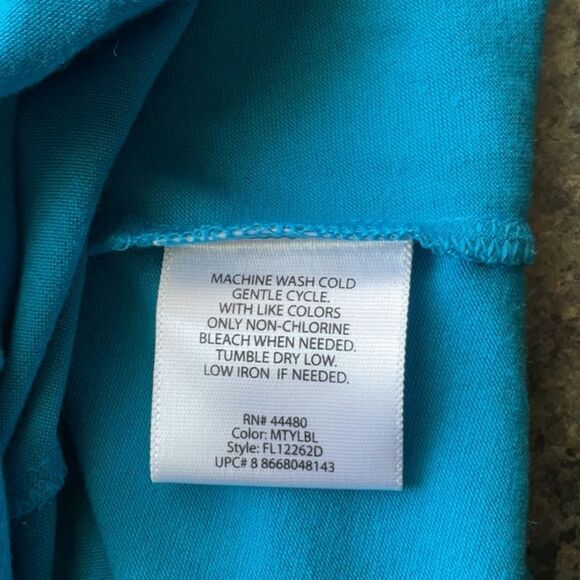 MACHINE WASH COLD
GENTLE CYCLE.
WITH LIKE COLORS
ONLY NON-CHLORINE
BLEACH WHEN NEEDED.
TUMBLE DRY LOW.
LOW IRON IF NEEDED.
RN# 44480
Color: MTYLBL
Style: FL12262D
UPC# 8 8668048143